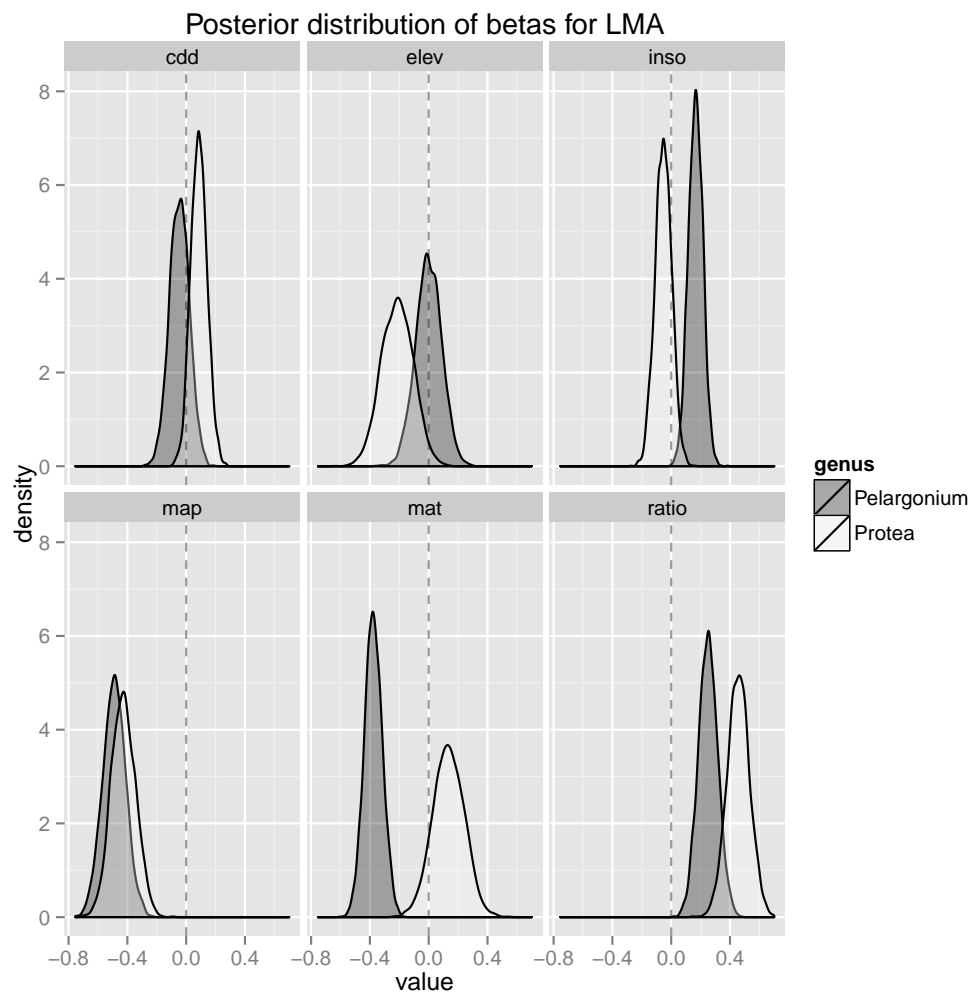 Posterior distribution of betas for LMA
cdd elev inso
8
6
4
2
0
map mat ratio
8
6
4
2
0
−0.8 −0.4 0.0 0.4 −0.8 −0.4 0.0 0.4 −0.8 −0.4 0.0 0.4
value
density
genus
Pelargonium
Protea